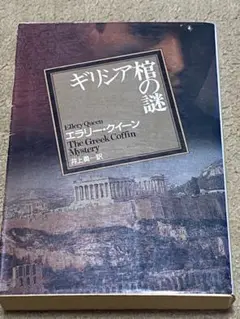 ギリシア棺の謎
Ellery Queen
エラリー・クイーン
The Greek Coffin
Mystery
井上勇=訳